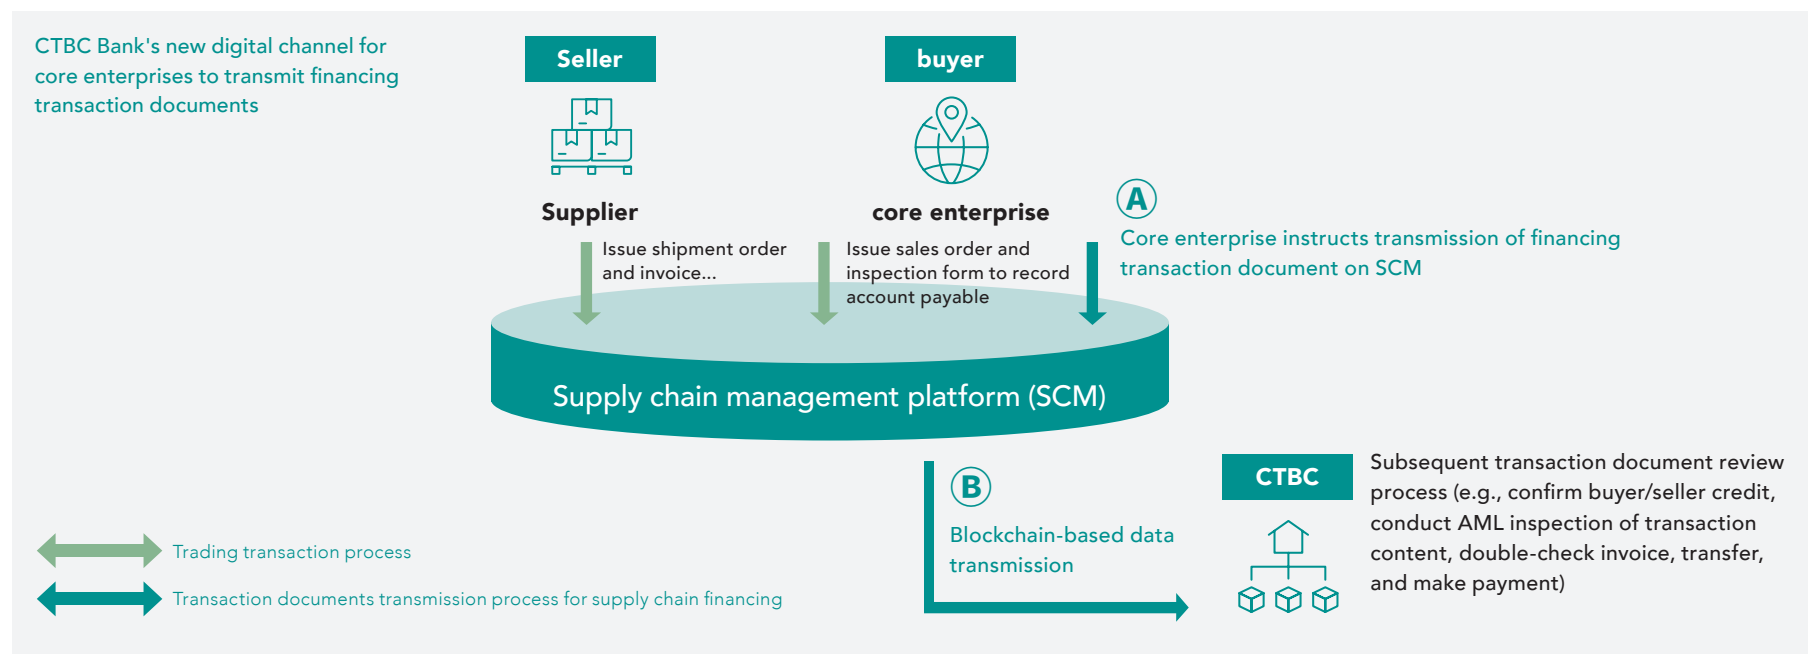 CTBC Bank's new digital channel for
core enterprises to transmit financing
transaction documents
Seller
Supplier
Issue shipment order
and invoice...
buyer
core enterprise
Issue sales order and
inspection form to record
account payable
A
Core enterprise instructs transmission of financing
transaction document on SCM
Supply chain management platform (SCM)
B
Blockchain-based data
transmission
CTBC
Subsequent transaction document review
process (e.g., confirm buyer/seller credit,
conduct AML inspection of transaction
content, double-check invoice, transfer,
and make payment)
Trading transaction process
Transaction documents transmission process for supply chain financing